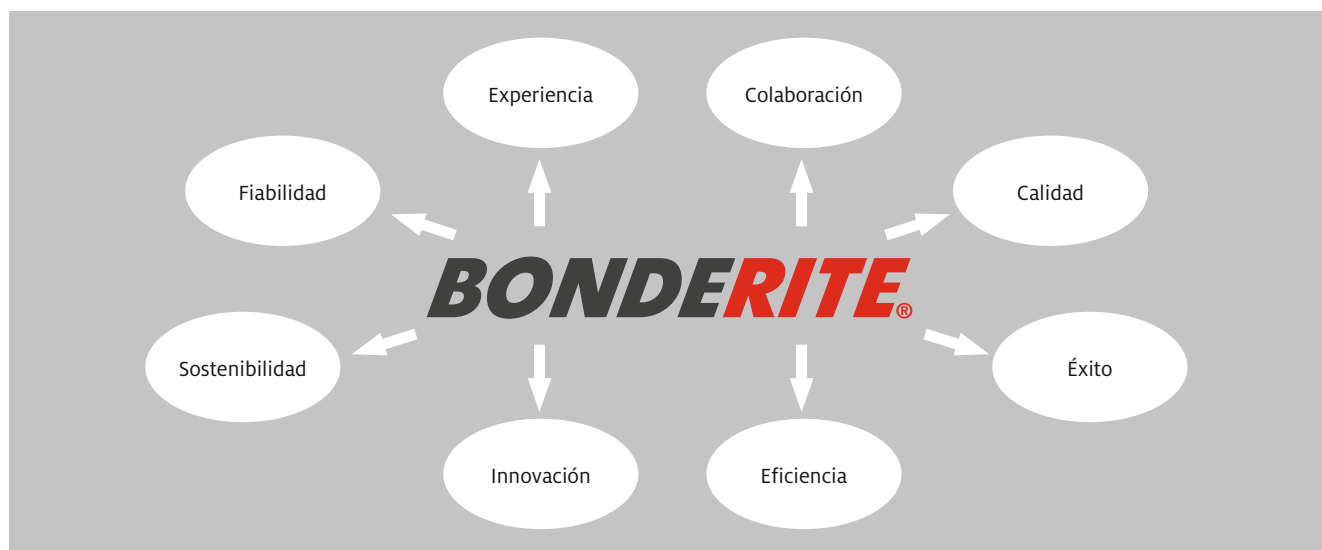 Experiencia
Colaboración
Fiabilidad
Calidad
BONDERITE®
Sostenibilidad
Éxito
Innovación
Eficiencia